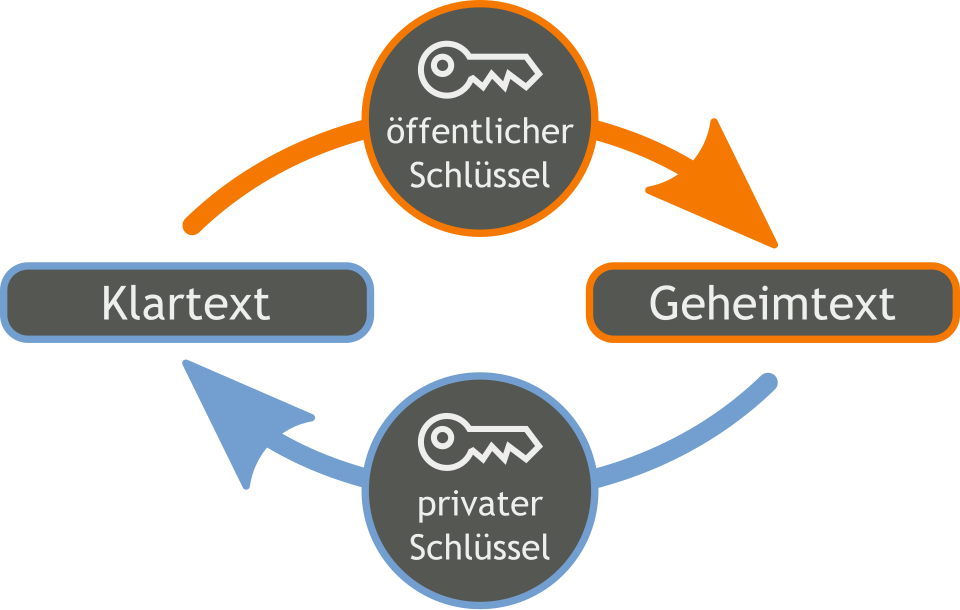 öffentlicher
Schlüssel
Klartext
Geheimtext
privater
Schlüssel